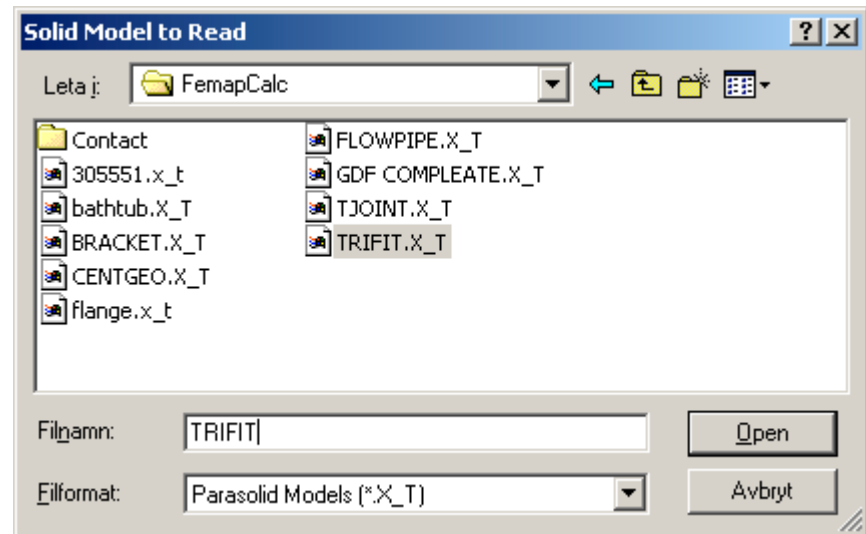 Solid Model to Read
Leta i: FemapCalc
Contact
305551.x_t
bathtub.X_T
BRACKET.X_T
CENTGEO.X_T
flange.x_t
FLOWPIPE.X_T
GDF COMPLEATE.X_T
TJOINT.X_T
TRIFIT.X_T
Filnamn: TRIFIT Open
Filformat: Parasolid Models (*.X_T) Avbryt